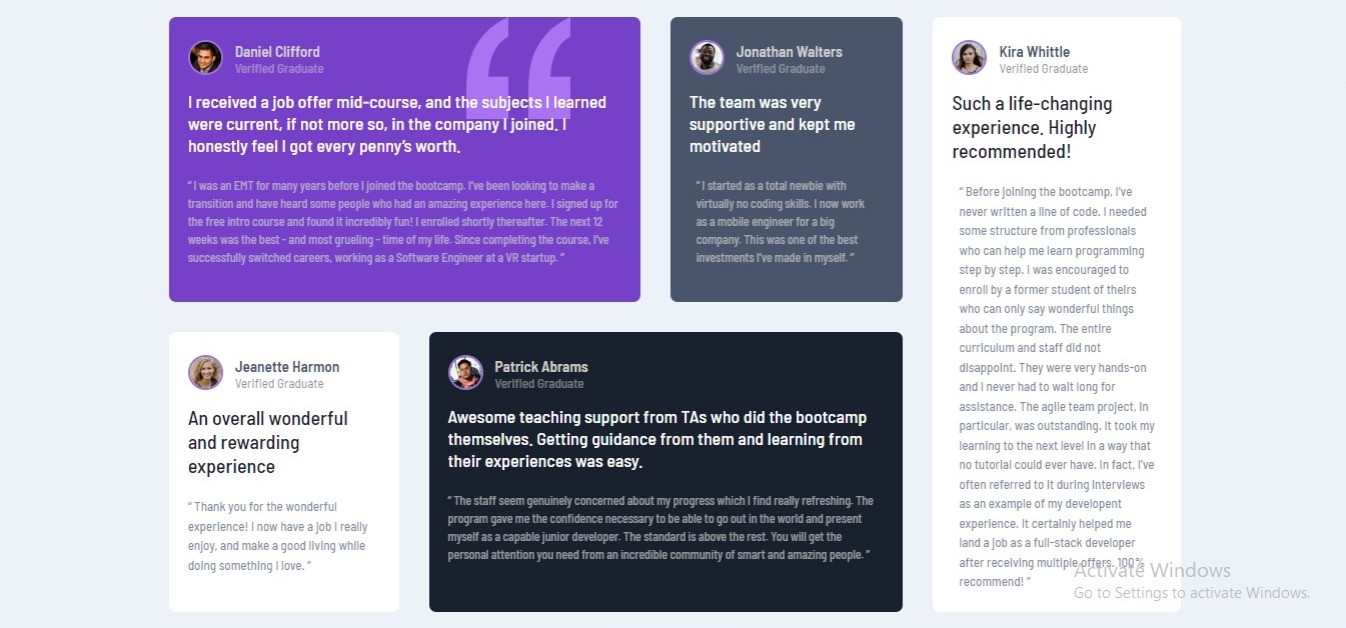 Daniel Clifford
Verified Graduate
I received a job offer mid-course, and the subjects I learned
were current, if not more so, in the company I joined. I
honestly feel I got every penny’s worth.
“ I was an EMT for many years before I joined the bootcamp. I’ve been looking to make a
transition and have heard some people who had an amazing experience here. I signed up for
the free intro course and found it incredibly fun! I enrolled shortly thereafter. The next 12
weeks was the best – and most grueling – time of my life. Since completing the course, I’ve
successfully switched careers, working as a Software Engineer at a VR startup. ”
Jonathan Walters
Verified Graduate
The team was very
supportive and kept me
motivated
“ I started as a total newbie with
virtually no coding skills. I now work
as a mobile engineer for a big
company. This was one of the best
investments I’ve made in myself. ”
Kira Whittle
Verified Graduate
Such a life-changing
experience. Highly
recommended!
“ Before joining the bootcamp, I’ve
never written a line of code. I needed
some structure from professionals
who can help me learn programming
step by step. I was encouraged to
enroll by a former student of theirs
who can only say wonderful things
about the program. The entire
curriculum and staff did not
disappoint. They were very hands-on
and I never had to wait long for
assistance. The agile team project, in
particular, was outstanding. It took my
learning to the next level in a way that
no tutorial could ever have. In fact, I’ve
often referred to it during interviews
as an example of my developent
experience. It certainly helped me
land a job as a full-stack developer
after receiving multiple offers. 100%
recommend! ”
Jeanette Harmon
Verified Graduate
An overall wonderful
and rewarding
experience
“ Thank you for the wonderful
experience! I now have a job I really
enjoy, and make a good living while
doing something I love. ”
Patrick Abrams
Verified Graduate
Awesome teaching support from TAs who did the bootcamp
themselves. Getting guidance from them and learning from
their experiences was easy.
“ The staff seem genuinely concerned about my progress which I find really refreshing. The
program gave me the confidence necessary to be able to go out in the world and present
myself as a capable junior developer. The standard is above the rest. You will get the
personal attention you need from an incredible community of smart and amazing people. ”
Activate Windows
Go to Settings to activate Windows.